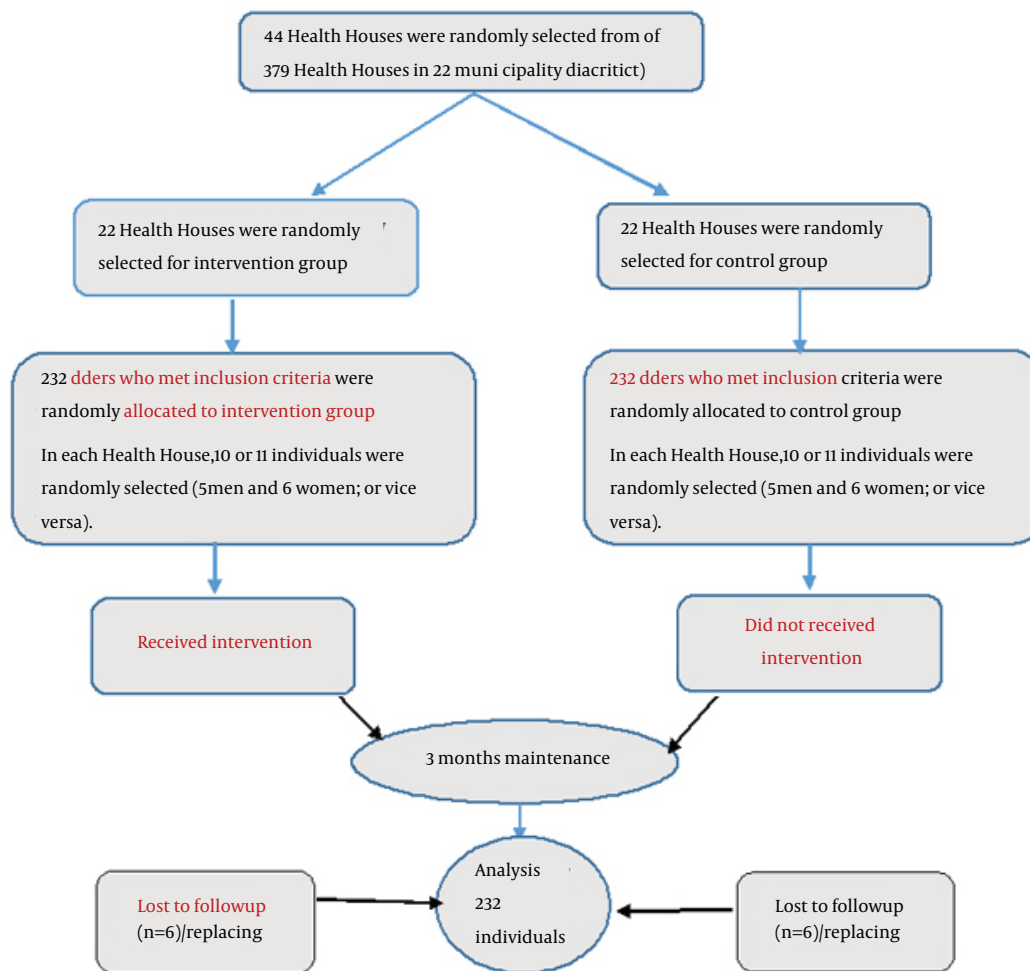 44 Health Houses were randomly selected from of
379 Health Houses in 22 muni cipality diacritict)
22 Health Houses were randomly
selected for intervention group
22 Health Houses were randomly
selected for control group
232 dders who met inclusion criteria were
randomly allocated to intervention group
In each Health House,10 or 11 individuals were
randomly selected (5men and 6 women; or vice
versa).
232 dders who met inclusion criteria were
randomly allocated to control group
In each Health House,10 or 11 individuals were
randomly selected (5men and 6 women; or vice
versa).
Received intervention
Did not received
intervention
3 months maintenance
Analysis
232
individuals
Lost to followup
(n=6)/replacing
Lost to followup
(n=6)/replacing